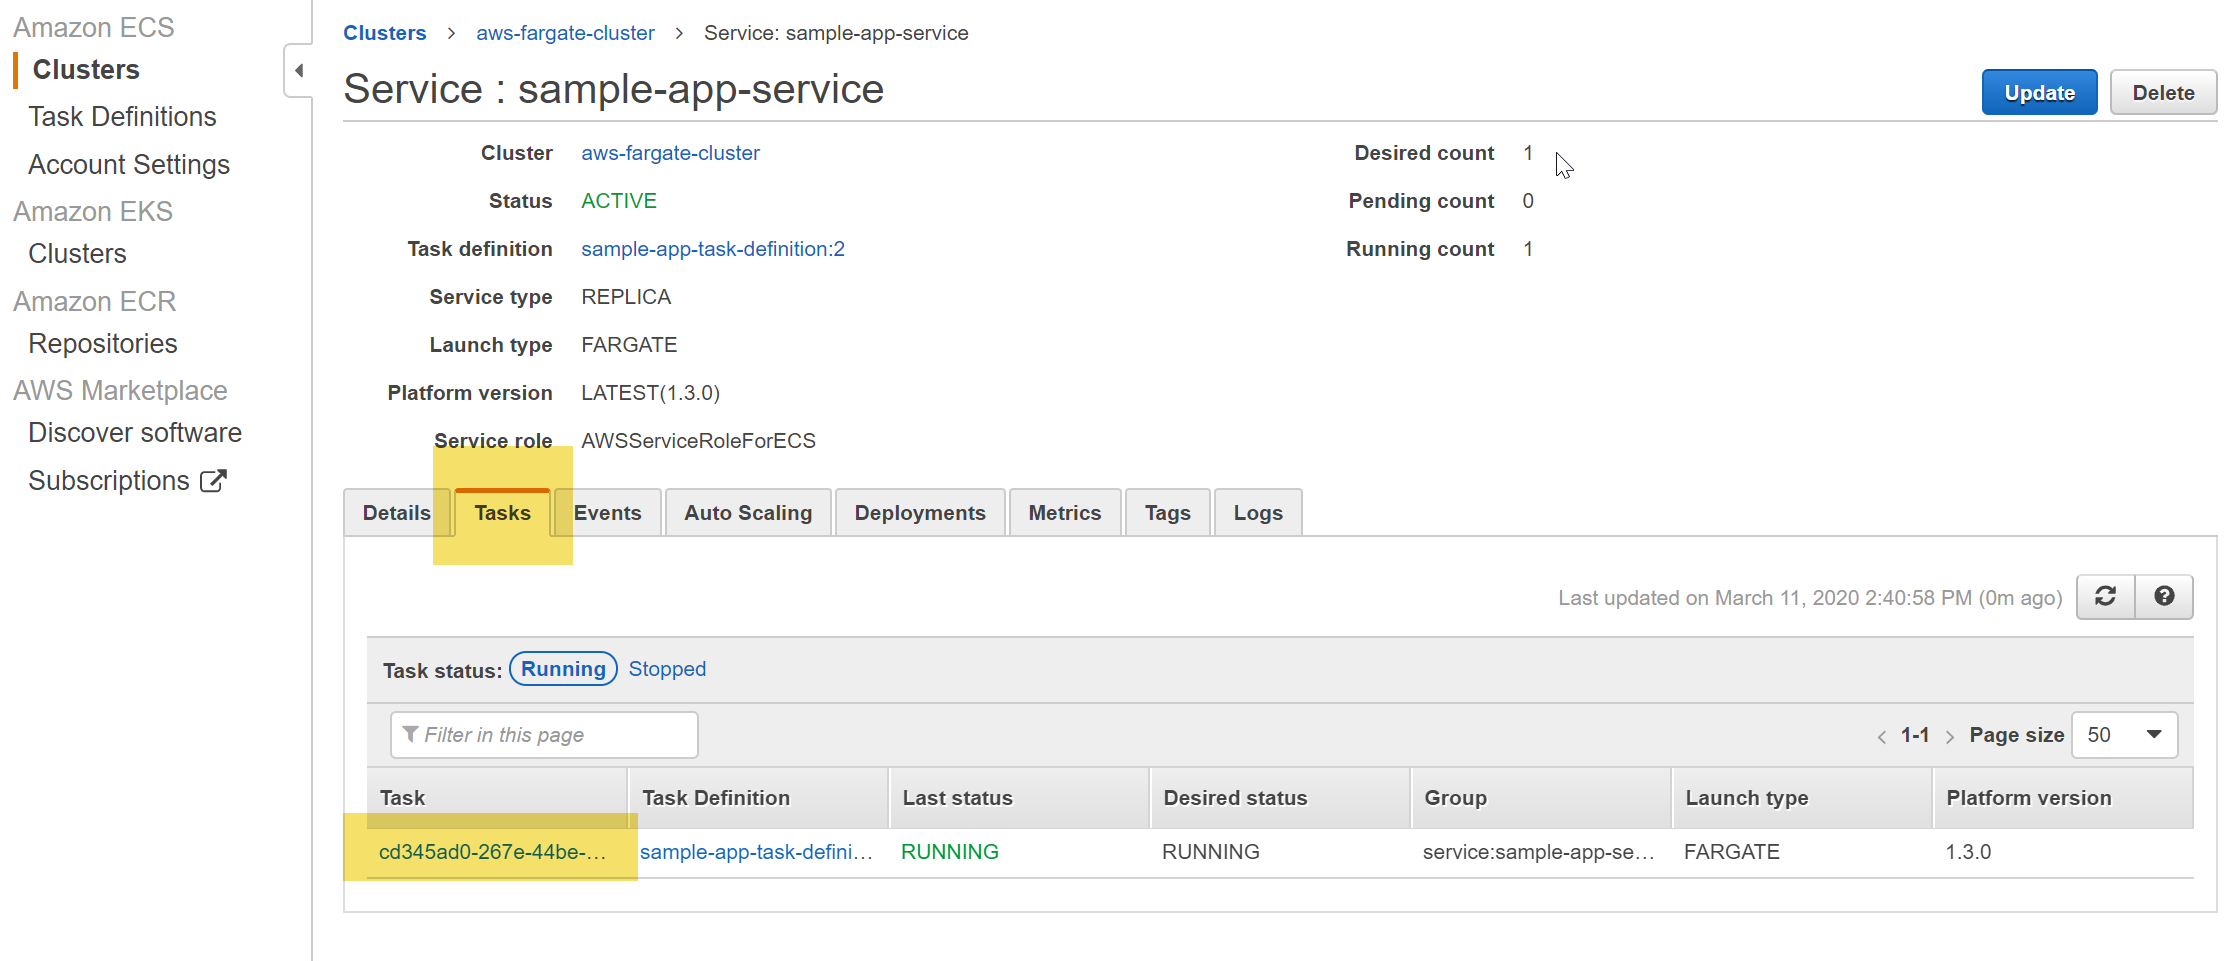 Amazon ECS
Clusters
Task Definitions
Account Settings
Amazon EKS
Clusters
Amazon ECR
Repositories
AWS Marketplace
Discover software
Subscriptions
Clusters > aws-fargate-cluster > Service: sample-app-service
Service : sample-app-service
Update Delete
Cluster aws-fargate-cluster
Status ACTIVE
Task definition sample-app-task-definition:2
Service type REPLICA
Launch type FARGATE
Platform version LATEST(1.3.0)
Service role AWSServiceRoleForECS
Desired count 1
Pending count 0
Running count 1
Details Tasks Events Auto Scaling Deployments Metrics Tags Logs
Last updated on March 11, 2020 2:40:58 PM (0m ago)
Task status: Running Stopped
Filter in this page
< 1-1 > Page size 50
Task Task Definition Last status Desired status Group Launch type Platform version
cd345ad0-267e-44be-... sample-app-task-defini... RUNNING RUNNING service:sample-app-se... FARGATE 1.3.0